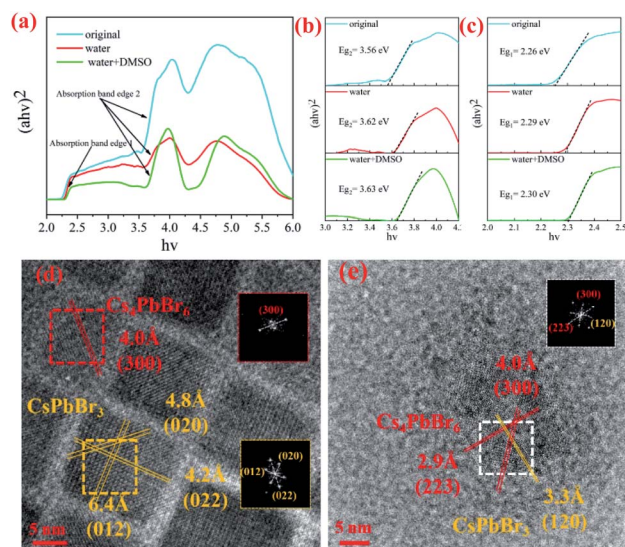 (a)
original
water
water+DMSO
Absorption band edge 2
Absorption band edge 1
(ahv)2
2.0 2.5 3.0 3.5 4.0 4.5 5.0 5.5 6.0
hv
(b)
original
Eg2= 3.56 eV
water
Eg2= 3.62 eV
water+DMSO
Eg2= 3.63 eV
(ahv)2
3.0 3.2 3.4 3.6 3.8 4.0 4.2
hv
(c)
original
Eg1= 2.26 eV
water
Eg1= 2.29 eV
water+DMSO
Eg1= 2.30 eV
(ahv)2
2.0 2.1 2.2 2.3 2.4 2.5
hv
(d)
Cs4PbBr6
4.0Å
(300)
(300)
CsPbBr3
4.8Å
(020)
4.2Å
(022)
6.4Å
(012)
(020)
(012)
(022)
5 nm
(e)
(300)
(223)
(120)
4.0Å
(300)
Cs4PbBr6
2.9Å
(223)
3.3Å
(120)
CsPbBr3
5 nm